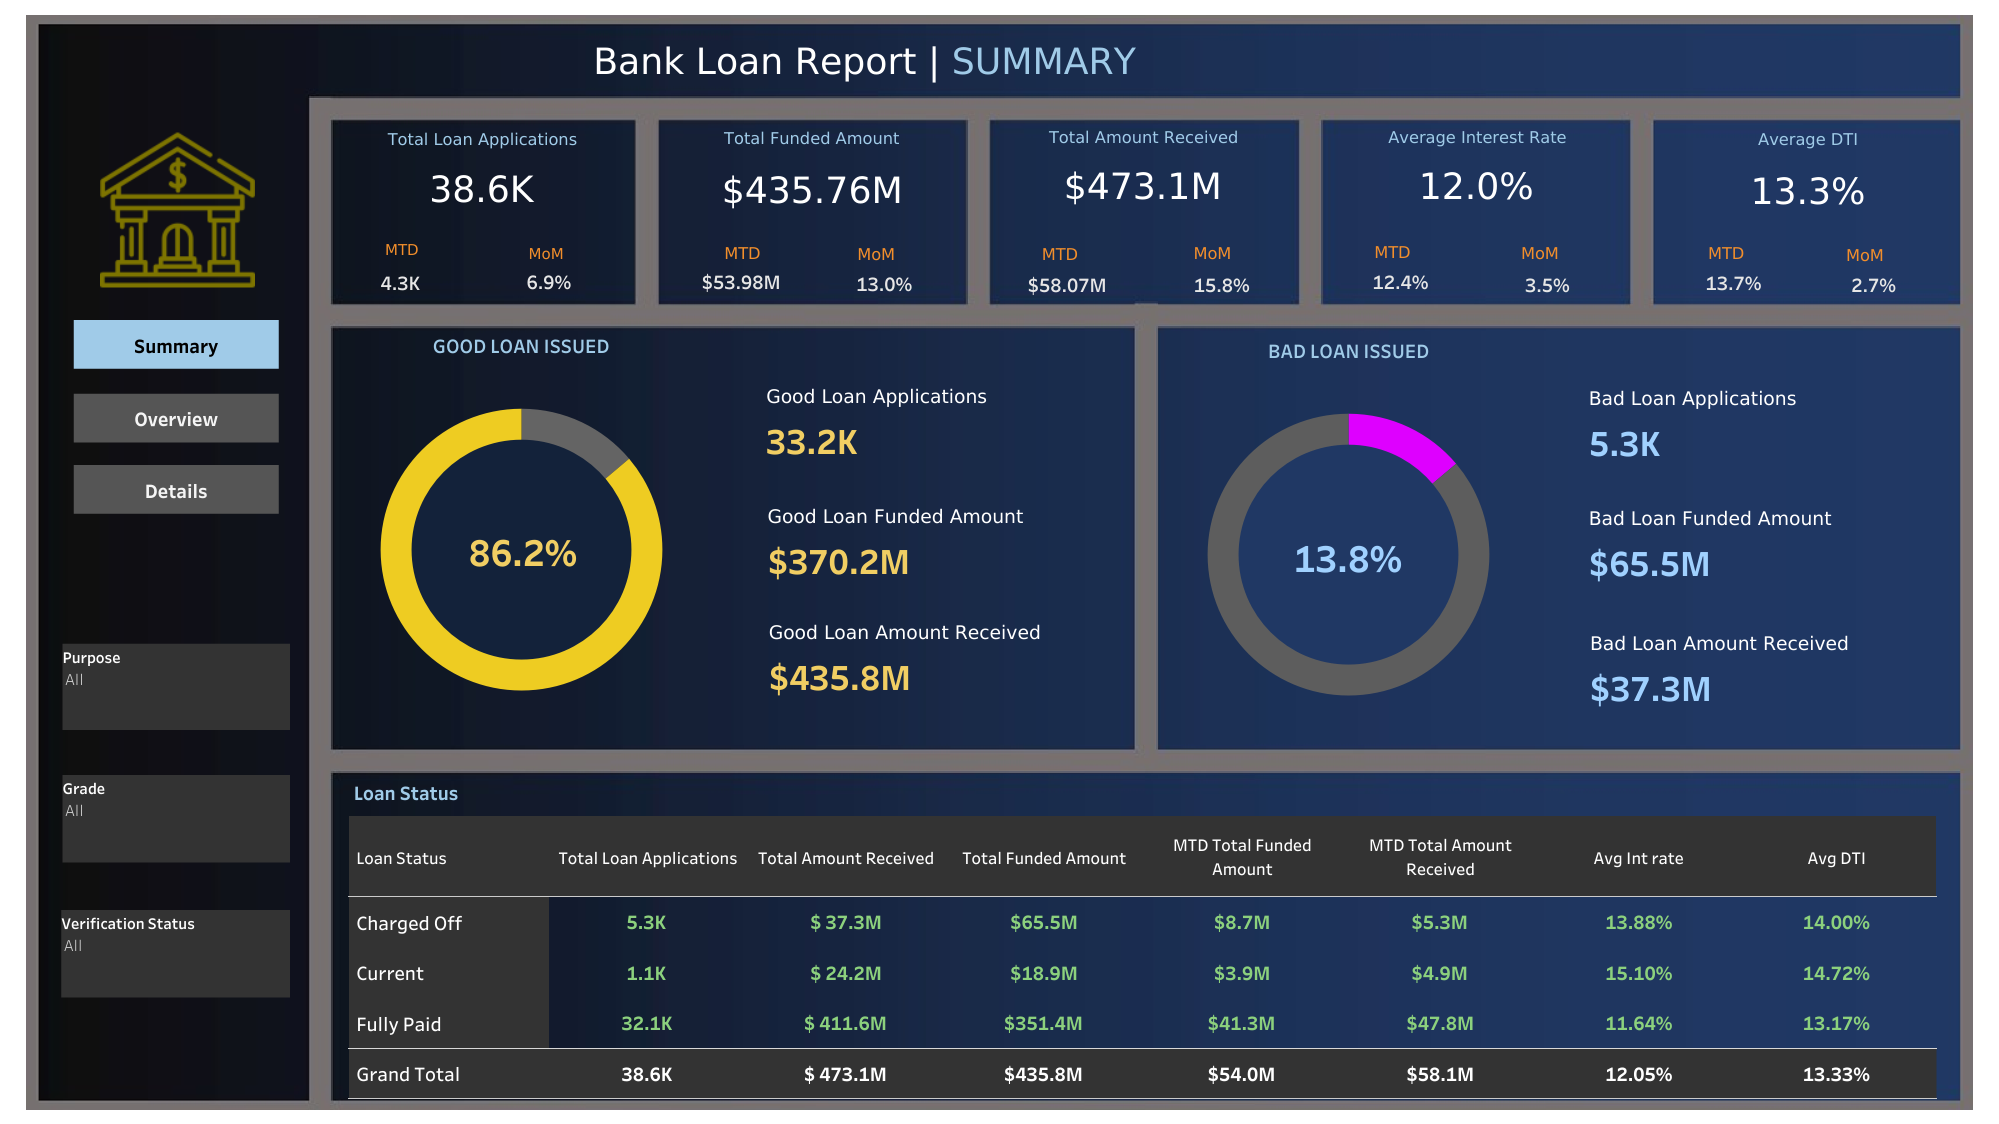 Bank Loan Report | SUMMARY
$
Summary
Overview
Details
Purpose
All
Grade
All
Verification Status
All
Total Loan Applications
38.6K
MTD MoM
4.3K 6.9%
Total Funded Amount
$435.76M
MTD MoM
$53.98M 13.0%
Total Amount Received
$473.1M
MTD MoM
$58.07M 15.8%
Average Interest Rate
12.0%
MTD MoM
12.4% 3.5%
Average DTI
13.3%
MTD MoM
13.7% 2.7%
GOOD LOAN ISSUED
86.2%
Good Loan Applications
33.2K
Good Loan Funded Amount
$370.2M
Good Loan Amount Received
$435.8M
BAD LOAN ISSUED
13.8%
Bad Loan Applications
5.3K
Bad Loan Funded Amount
$65.5M
Bad Loan Amount Received
$37.3M
Loan Status
Loan Status Total Loan Applications Total Amount Received Total Funded Amount MTD Total Funded Amount MTD Total Amount Received Avg Int rate Avg DTI
Charged Off 5.3K $ 37.3M $65.5M $8.7M $5.3M 13.88% 14.00%
Current 1.1K $ 24.2M $18.9M $3.9M $4.9M 15.10% 14.72%
Fully Paid 32.1K $ 411.6M $351.4M $41.3M $47.8M 11.64% 13.17%
Grand Total 38.6K $ 473.1M $435.8M $54.0M $58.1M 12.05% 13.33%